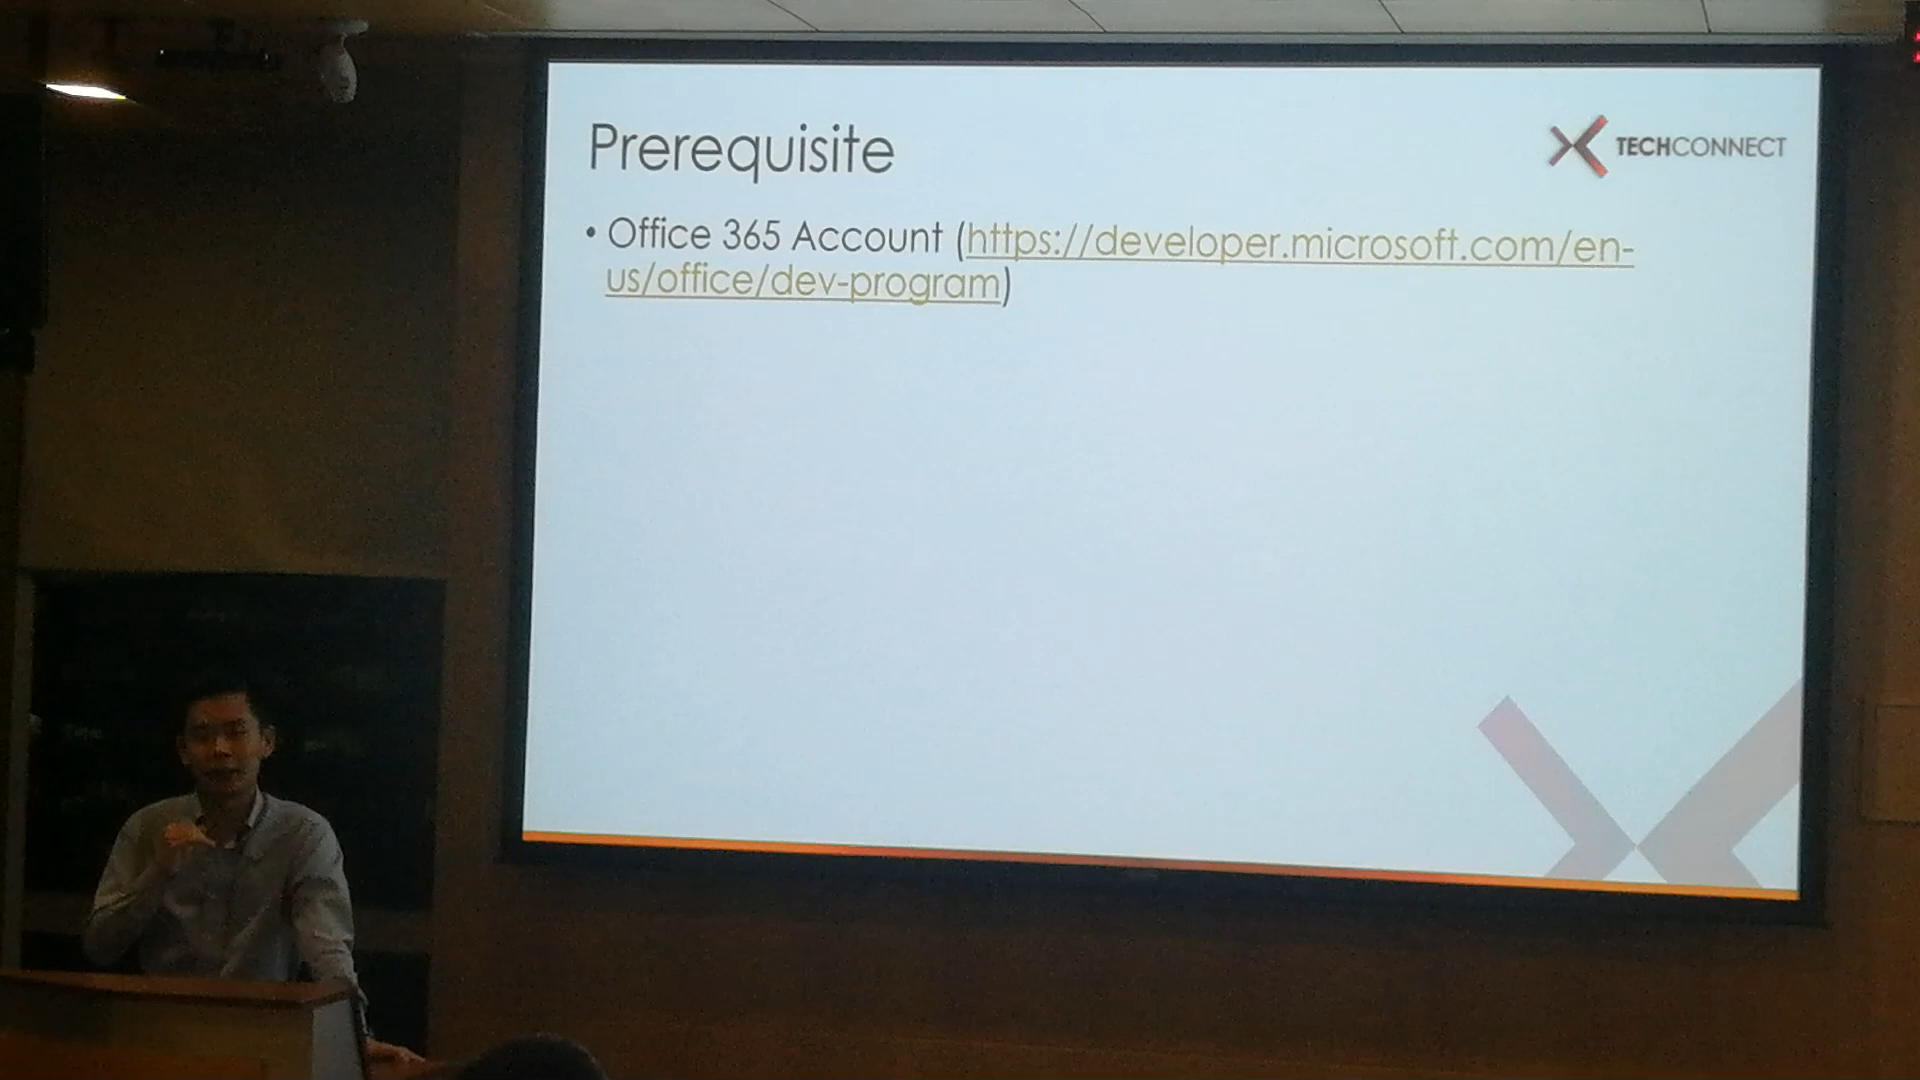 Prerequisite
TECHCONNECT
• Office 365 Account (https://developer.microsoft.com/en-
us/office/dev-program)